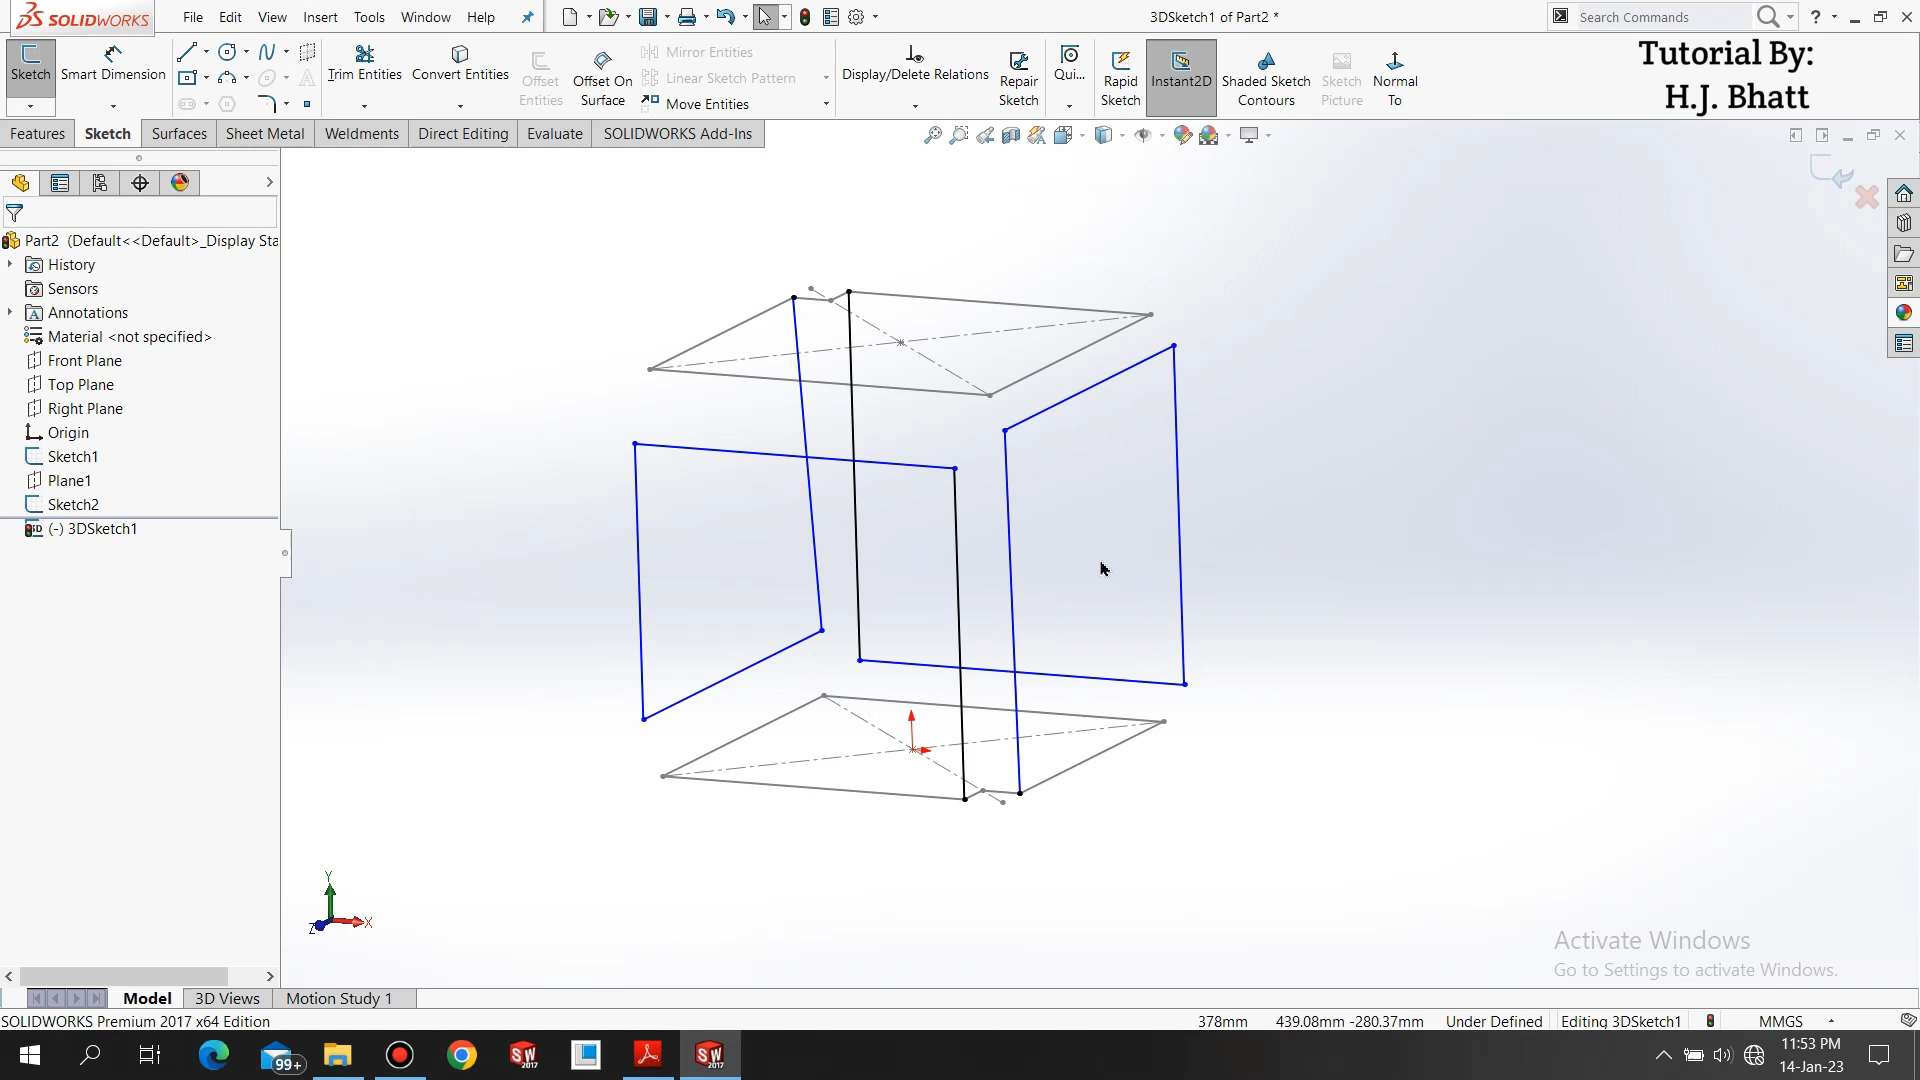 SOLIDWORKS File Edit View Insert Tools Window Help 3DSketch1 of Part2 * Search Commands
Sketch Smart Dimension Trim Entities Convert Entities Offset Entities Offset On Surface Mirror Entities Linear Sketch Pattern Move Entities Display/Delete Relations Repair Sketch Qui... Rapid Sketch Instant2D Shaded Sketch Contours Sketch Picture Normal To
Tutorial By:
H.J. Bhatt
Features Sketch Surfaces Sheet Metal Weldments Direct Editing Evaluate SOLIDWORKS Add-Ins
Part2 (Default<<Default>_Display Sta
History
Sensors
Annotations
Material <not specified>
Front Plane
Top Plane
Right Plane
Origin
Sketch1
Plane1
Sketch2
(-) 3DSketch1
Y
X
Z
Activate Windows
Go to Settings to activate Windows.
Model 3D Views Motion Study 1
SOLIDWORKS Premium 2017 x64 Edition 378mm 439.08mm -280.37mm Under Defined Editing 3DSketch1 MMGS
99+ SW 2017 SW 2017 11:53 PM
14-Jan-23